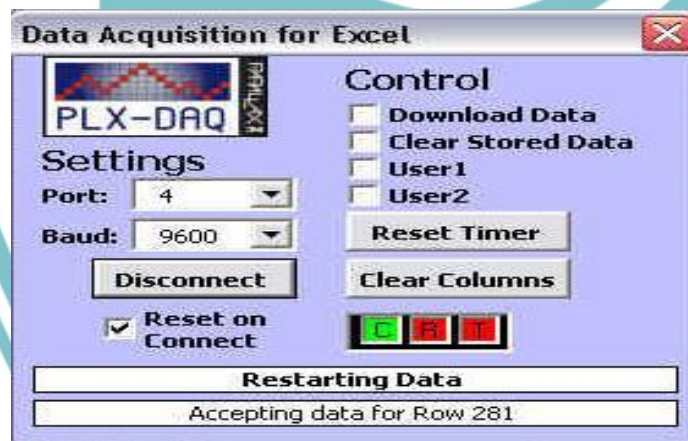 Data Acquisition for Excel
PLX-DAQ
PARALLAX
Control
Download Data
Clear Stored Data
User1
User2
Settings
Port: 4
Baud: 9600
Reset Timer
Disconnect
Clear Columns
Reset on
Connect
C R T
Restarting Data
Accepting data for Row 281